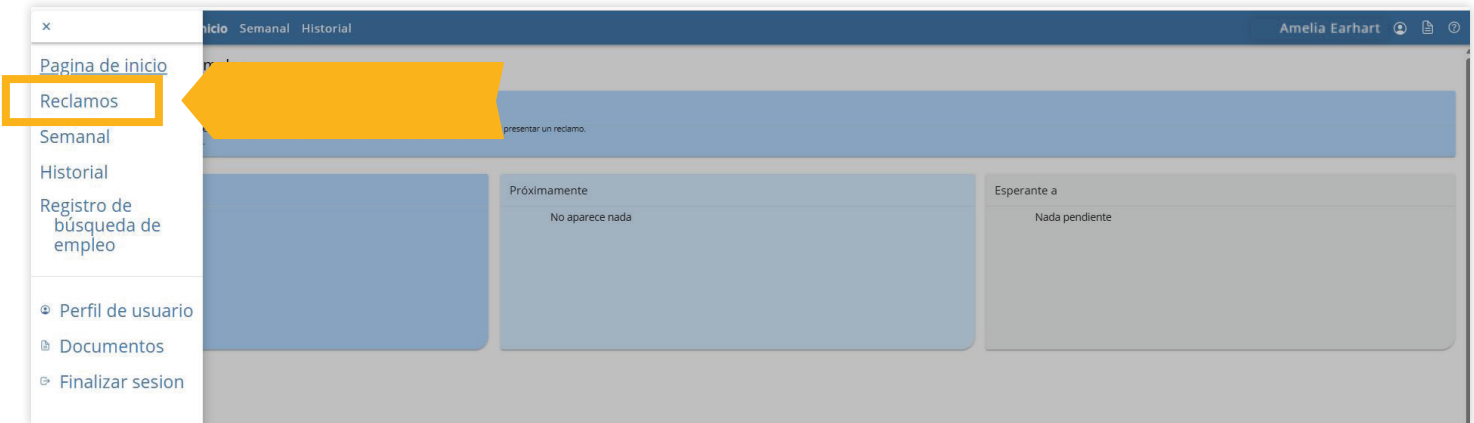 × Inicio Semanal Historial Amelia Earhart
Pagina de inicio
Reclamos
presentar un reclamo.
Semanal
Historial
Próximamente
Esperante a
Registro de
búsqueda de
empleo
No aparece nada
Nada pendiente
Perfil de usuario
Documentos
Finalizar sesion